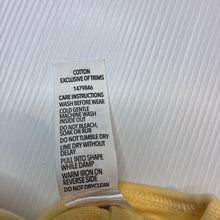 COTTON
EXCLUSIVE OF TRIMS
1479846
CARE INSTRUCTIONS
WASH BEFORE WEAR
COLD GENTLE
MACHINE WASH
INSIDE OUT
DO NOT BLEACH,
SOAK OR RUB
DO NOT TUMBLE
DRY
LINE DRY WITHOUT
DELAY
PULL INTO SHAPE
WHILE DAMP
WARM IRON ON
REVERSE SIDE
DO NOT DRYCLEAN